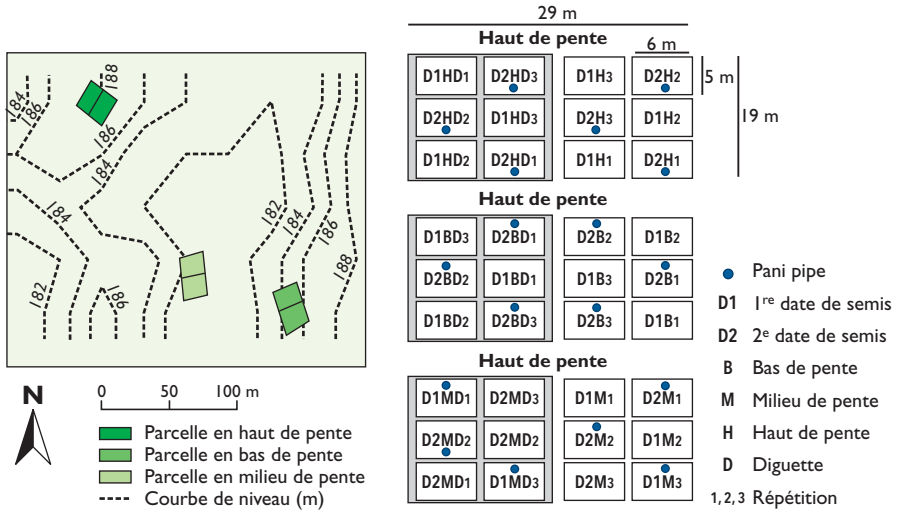 29 m
Haut de pente
6 m
D1HD1 D2HD3 D1H3 D2H2
5 m
D2HD2 D1HD3 D2H3 D1H2
19 m
D1HD2 D2HD1 D1H1 D2H1
Haut de pente
D1BD3 D2BD1 D2B2 D1B2
D2BD2 D1BD1 D1B3 D2B1
D1BD2 D2BD3 D2B3 D1B1
Haut de pente
D1MD1 D2MD3 D1M1 D2M1
D2MD2 D2MD2 D2M2 D1M2
D2MD1 D1MD3 D2M3 D1M3
184
186
188
186
184
184
182
186
182
184
186
188
N
0 50 100 m
Parcelle en haut de pente
Parcelle en bas de pente
Parcelle en milieu de pente
Courbe de niveau (m)
Pani pipe
D1 1re date de semis
D2 2e date de semis
B Bas de pente
M Milieu de pente
H Haut de pente
D Diguette
1, 2, 3 Répétition